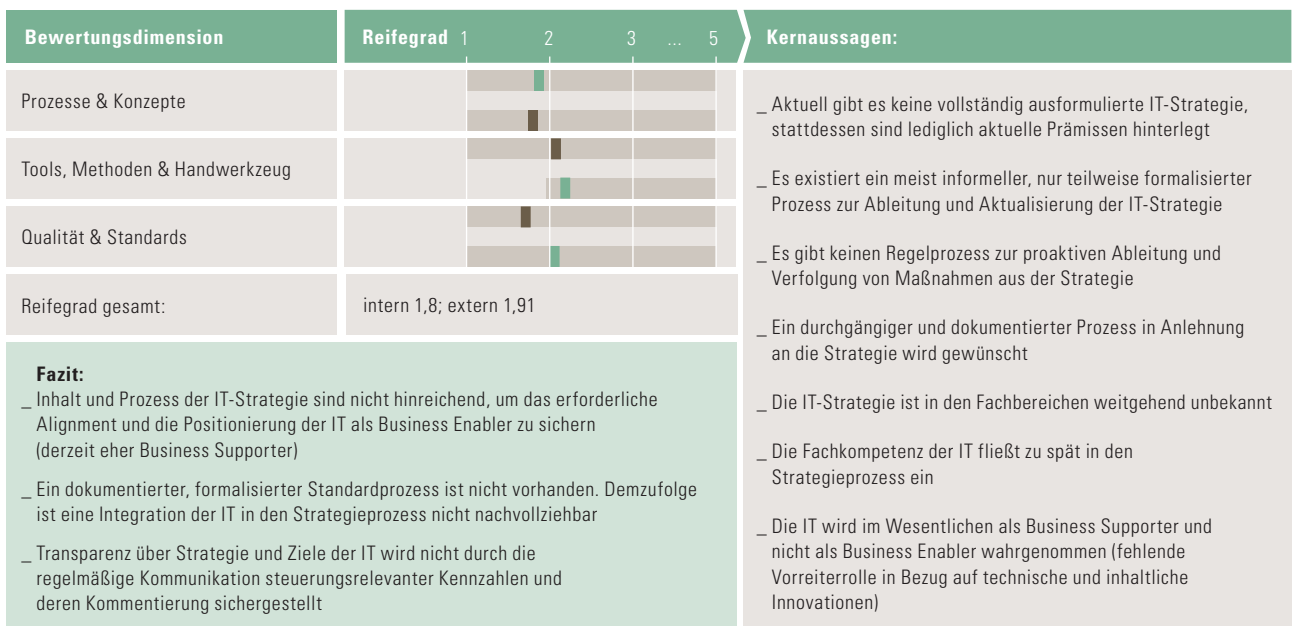 Bewertungsdimension
Reifegrad 1 2 3 ... 5
Kernaussagen:
Prozesse & Konzepte
Tools, Methoden & Handwerkzeug
Qualität & Standards
Reifegrad gesamt:
intern 1,8; extern 1,91
Fazit:
_ Inhalt und Prozess der IT-Strategie sind nicht hinreichend, um das erforderliche
Alignment und die Positionierung der IT als Business Enabler zu sichern
(derzeit eher Business Supporter)
_ Ein dokumentierter, formalisierter Standardprozess ist nicht vorhanden. Demzufolge
ist eine Integration der IT in den Strategieprozess nicht nachvollziehbar
_ Transparenz über Strategie und Ziele der IT wird nicht durch die
regelmäßige Kommunikation steuerungsrelevanter Kennzahlen und
deren Kommentierung sichergestellt
_ Aktuell gibt es keine vollständig ausformulierte IT-Strategie,
stattdessen sind lediglich aktuelle Prämissen hinterlegt
_ Es existiert ein meist informeller, nur teilweise formalisierter
Prozess zur Ableitung und Aktualisierung der IT-Strategie
_ Es gibt keinen Regelprozess zur proaktiven Ableitung und
Verfolgung von Maßnahmen aus der Strategie
_ Ein durchgängiger und dokumentierter Prozess in Anlehnung
an die Strategie wird gewünscht
_ Die IT-Strategie ist in den Fachbereichen weitgehend unbekannt
_ Die Fachkompetenz der IT fließt zu spät in den
Strategieprozess ein
_ Die IT wird im Wesentlichen als Business Supporter und
nicht als Business Enabler wahrgenommen (fehlende
Vorreiterrolle in Bezug auf technische und inhaltliche
Innovationen)